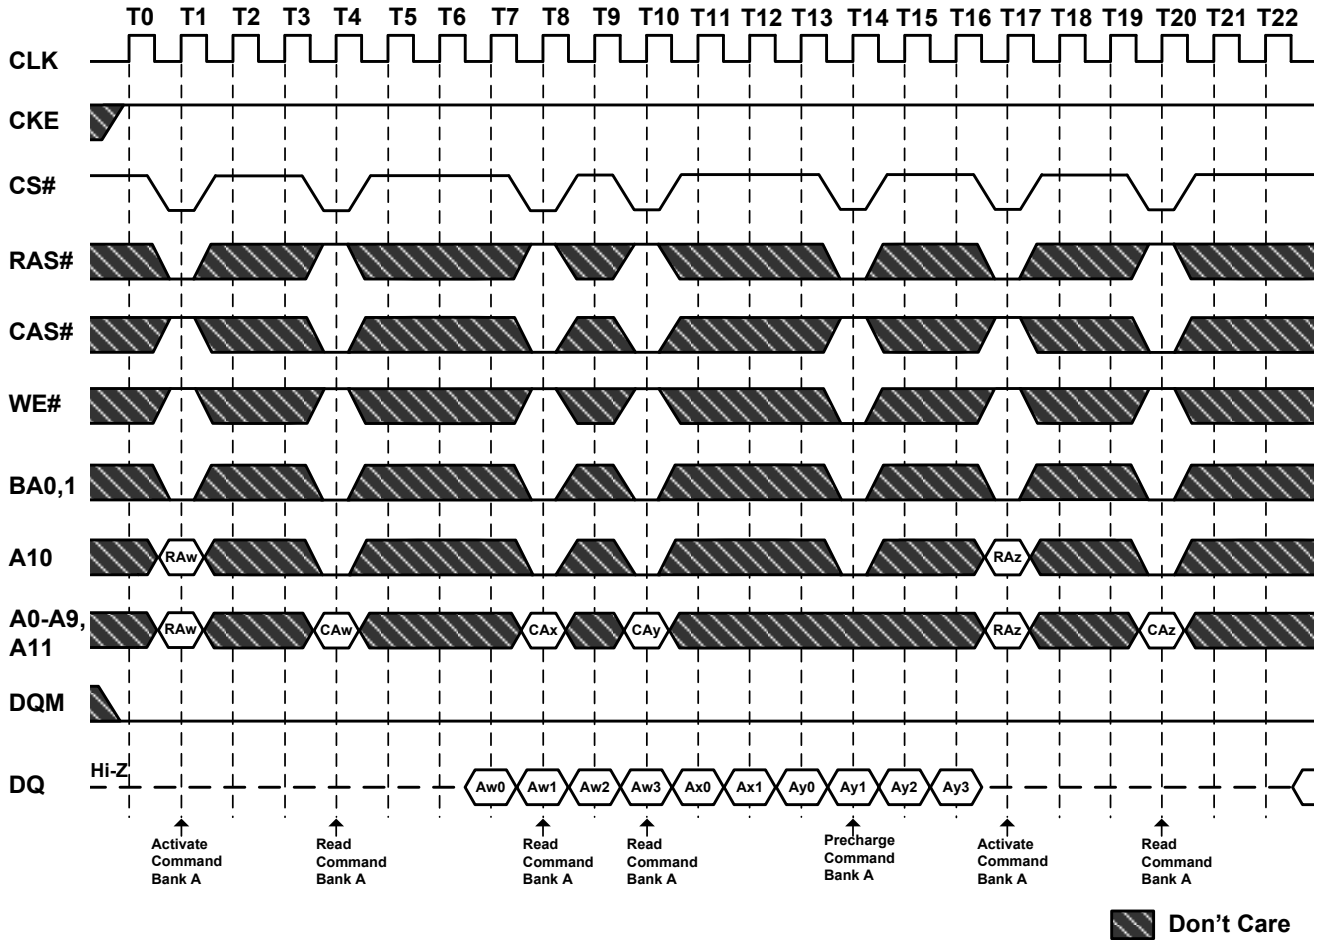 T0 T1 T2 T3 T4 T5 T6 T7 T8 T9 T10 T11 T12 T13 T14 T15 T16 T17 T18 T19 T20 T21 T22
CLK
CKE
CS#
RAS#
CAS#
WE#
BA0,1
A10
RAw RAz
A0-A9,
A11
RAw CAw CAx CAy RAz CAz
DQM
DQ
Hi-Z
Aw0 Aw1 Aw2 Aw3 Ax0 Ax1 Ay0 Ay1 Ay2 Ay3
Activate
Command
Bank A
Read
Command
Bank A
Read
Command
Bank A
Read
Command
Bank A
Precharge
Command
Bank A
Activate
Command
Bank A
Read
Command
Bank A
Don't Care